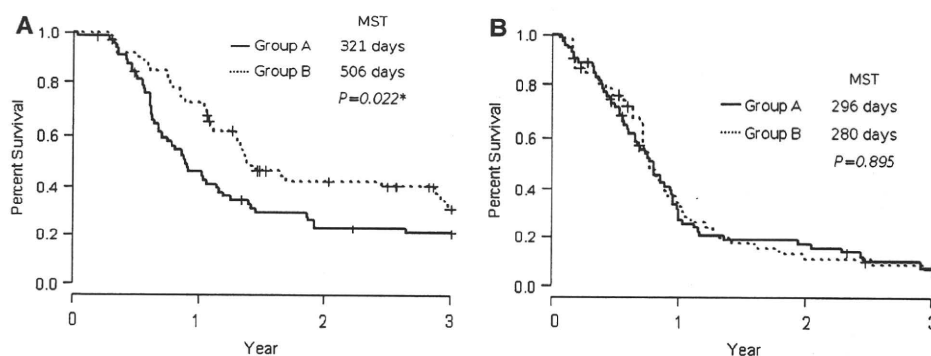 A
MST
Group A 321 days
Group B 506 days
P=0.022*
Percent Survival
1.0
0.8
0.6
0.4
0.2
0.0
0 1 2 3
Year
B
MST
Group A 296 days
Group B 280 days
P=0.895
Percent Survival
1.0
0.8
0.6
0.4
0.2
0.0
0 1 2 3
Year